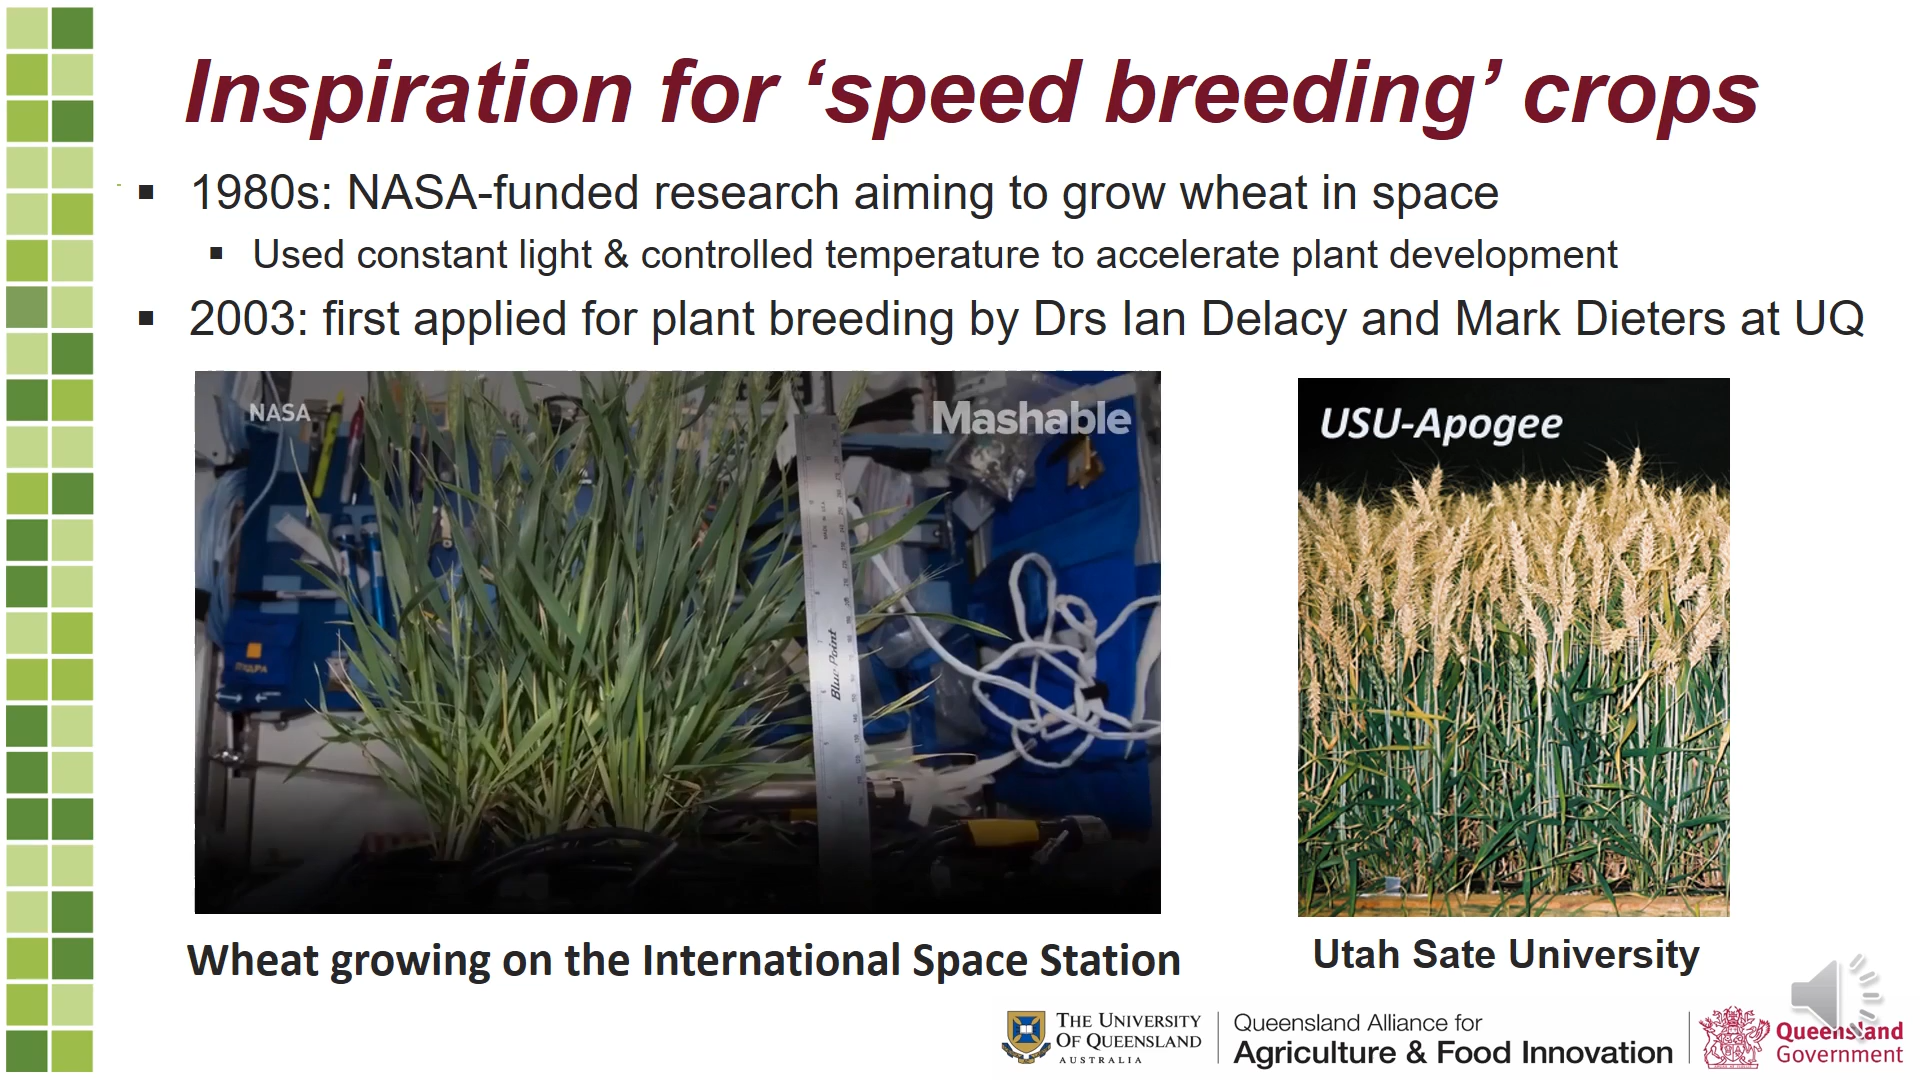 Inspiration for ‘speed breeding’ crops
1980s: NASA-funded research aiming to grow wheat in space
Used constant light & controlled temperature to accelerate plant development
2003: first applied for plant breeding by Drs Ian Delacy and Mark Dieters at UQ
NASA
Mashable
Blue Point
USU-Apogee
Wheat growing on the International Space Station
Utah Sate University
THE UNIVERSITY
OF QUEENSLAND
AUSTRALIA
Queensland Alliance for
Agriculture & Food Innovation
Queensland
Government